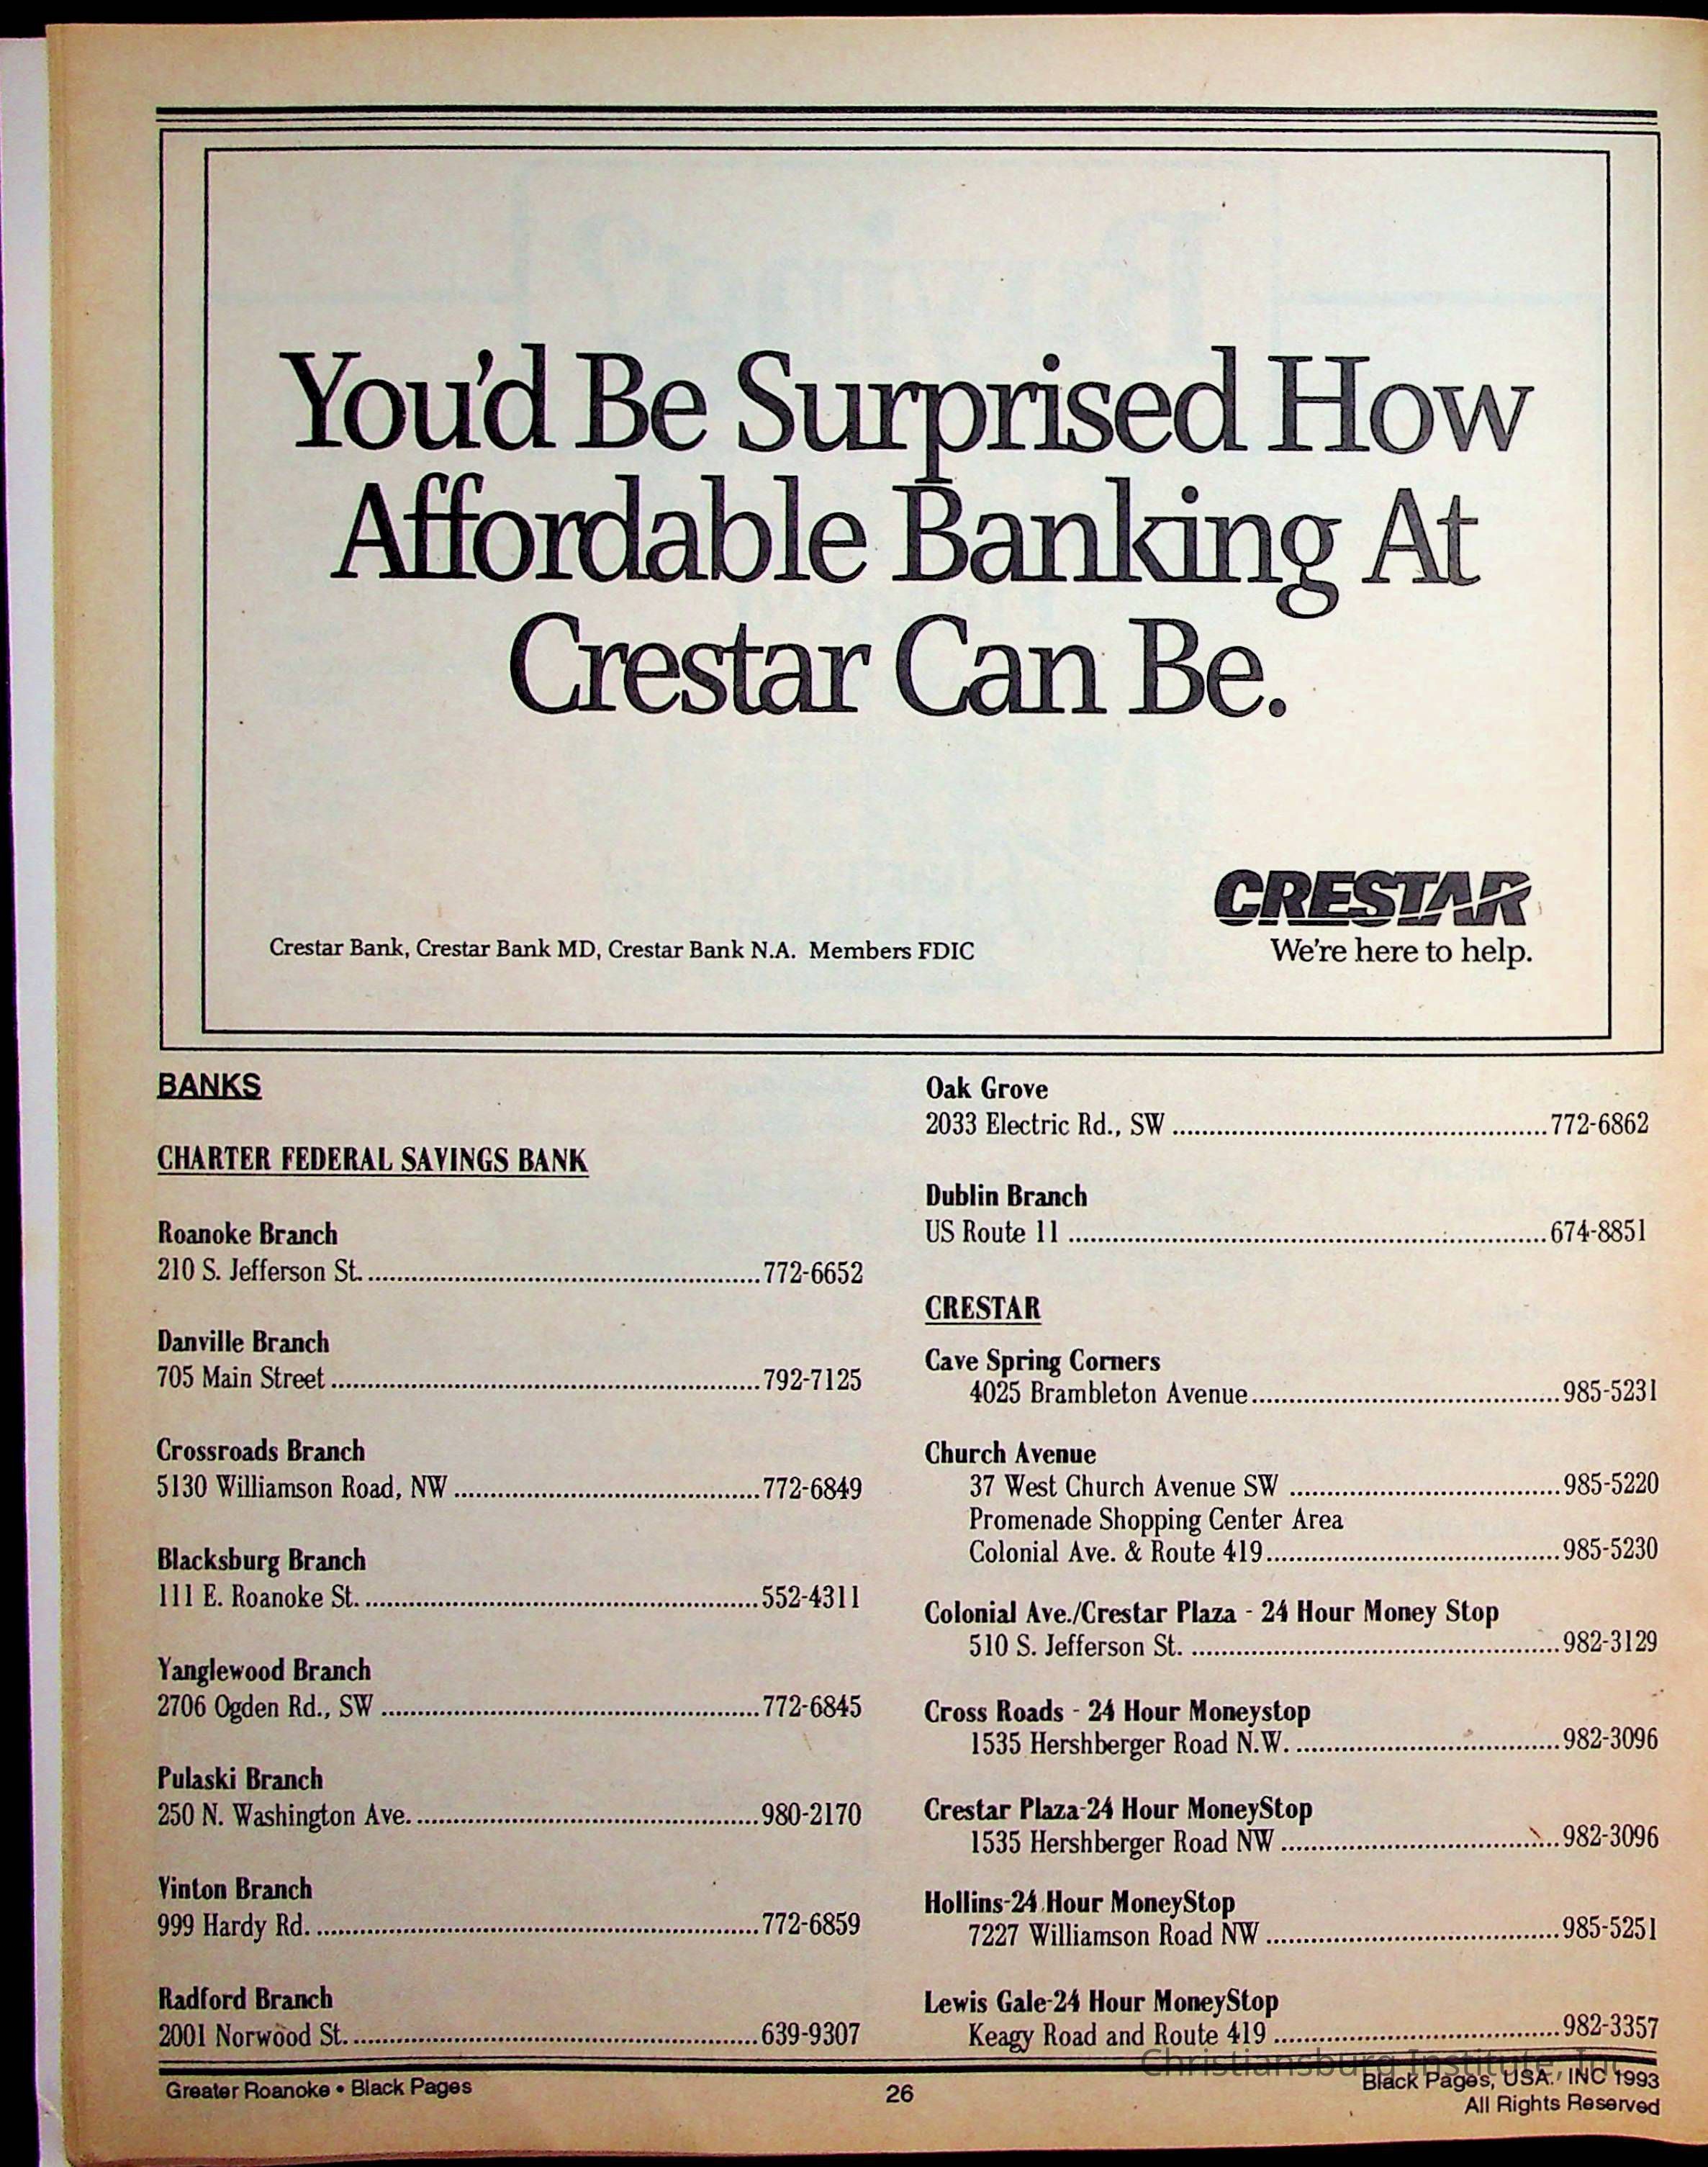 You'd Be Surprised How
Affordable Banking At
Crestar Can Be.
CRESTAR
Crestar Bank, Crestar Bank MD, Crestar Bank N.A. Members FDIC
We're here to help.
BANKS
CHARTER FEDERAL SAVINGS BANK
Roanoke Branch
210 S. Jefferson St. ........ 772-6652
Danville Branch
705 Main Street ........ 792-7125
Crossroads Branch
5130 Williamson Road, NW ........ 772-6849
Blacksburg Branch
111 E. Roanoke St. ........ 552-4311
Yanglewood Branch
2706 Ogden Rd., SW ........ 772-6845
Pulaski Branch
250 N. Washington Ave. ........ 980-2170
Vinton Branch
999 Hardy Rd. ........ 772-6859
Radford Branch
2001 Norwood St. ........ 639-9307
Oak Grove
2033 Electric Rd., SW ........ 772-6862
Dublin Branch
US Route 11 ........ 674-8851
CRESTAR
Cave Spring Corners
4025 Brambleton Avenue ........ 985-5231
Church Avenue
37 West Church Avenue SW ........ 985-5220
Promenade Shopping Center Area
Colonial Ave. & Route 419 ........ 985-5230
Colonial Ave./Crestar Plaza - 24 Hour Money Stop
510 S. Jefferson St. ........ 982-3129
Cross Roads - 24 Hour Moneystop
1535 Hershberger Road N.W. ........ 982-3096
Crestar Plaza-24 Hour MoneyStop
1535 Hershberger Road NW ........ 982-3096
Hollins-24 Hour MoneyStop
7227 Williamson Road NW ........ 985-5251
Lewis Gale-24 Hour MoneyStop
Keagy Road and Route 419 ........ 982-3357
Christiansburg Institute, Inc.
Greater Roanoke • Black Pages
26
Black Pages, USA. INC 1993
All Rights Reserved